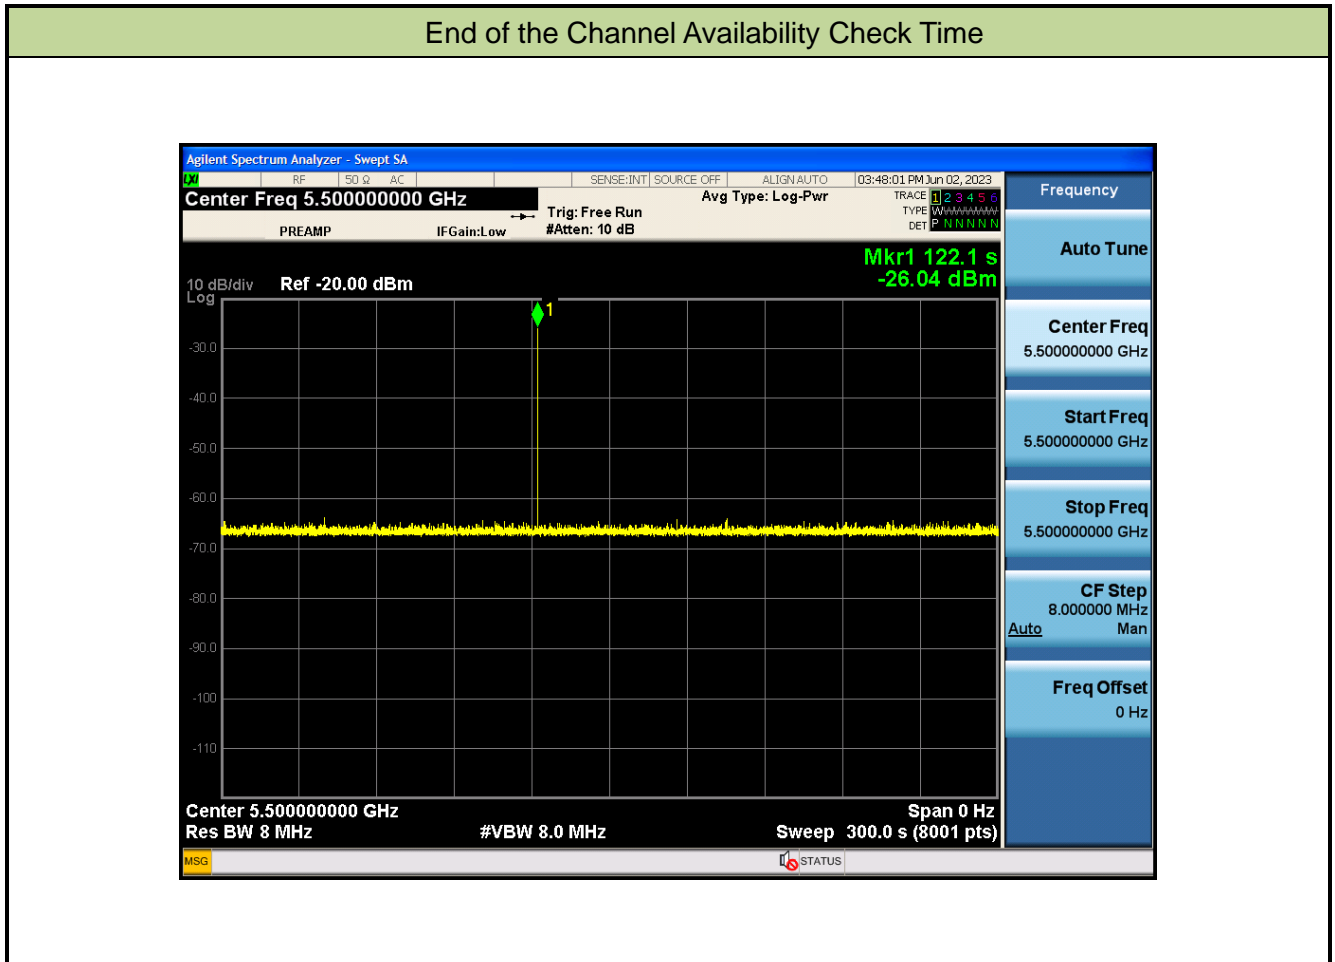 End of the Channel Availability Check Time
Agilent Spectrum Analyzer - Swept SA
LXI RF 50 Ω AC SENSE:INT SOURCE OFF ALIGN AUTO 03:48:01 PM Jun 02, 2023
Center Freq 5.500000000 GHz
Avg Type: Log-Pwr
TRACE 1 2 3 4 5 6
Trig: Free Run
TYPE W
PREAMP IFGain:Low #Atten: 10 dB
DET P N N N N N
Mkr1 122.1 s
-26.04 dBm
10 dB/div Ref -20.00 dBm
Log
1
-30.0
-40.0
-50.0
-60.0
-70.0
-80.0
-90.0
-100
-110
Center 5.500000000 GHz Span 0 Hz
Res BW 8 MHz #VBW 8.0 MHz Sweep 300.0 s (8001 pts)
MSG STATUS
Frequency
Auto Tune
Center Freq
5.500000000 GHz
Start Freq
5.500000000 GHz
Stop Freq
5.500000000 GHz
CF Step
8.000000 MHz
Auto Man
Freq Offset
0 Hz